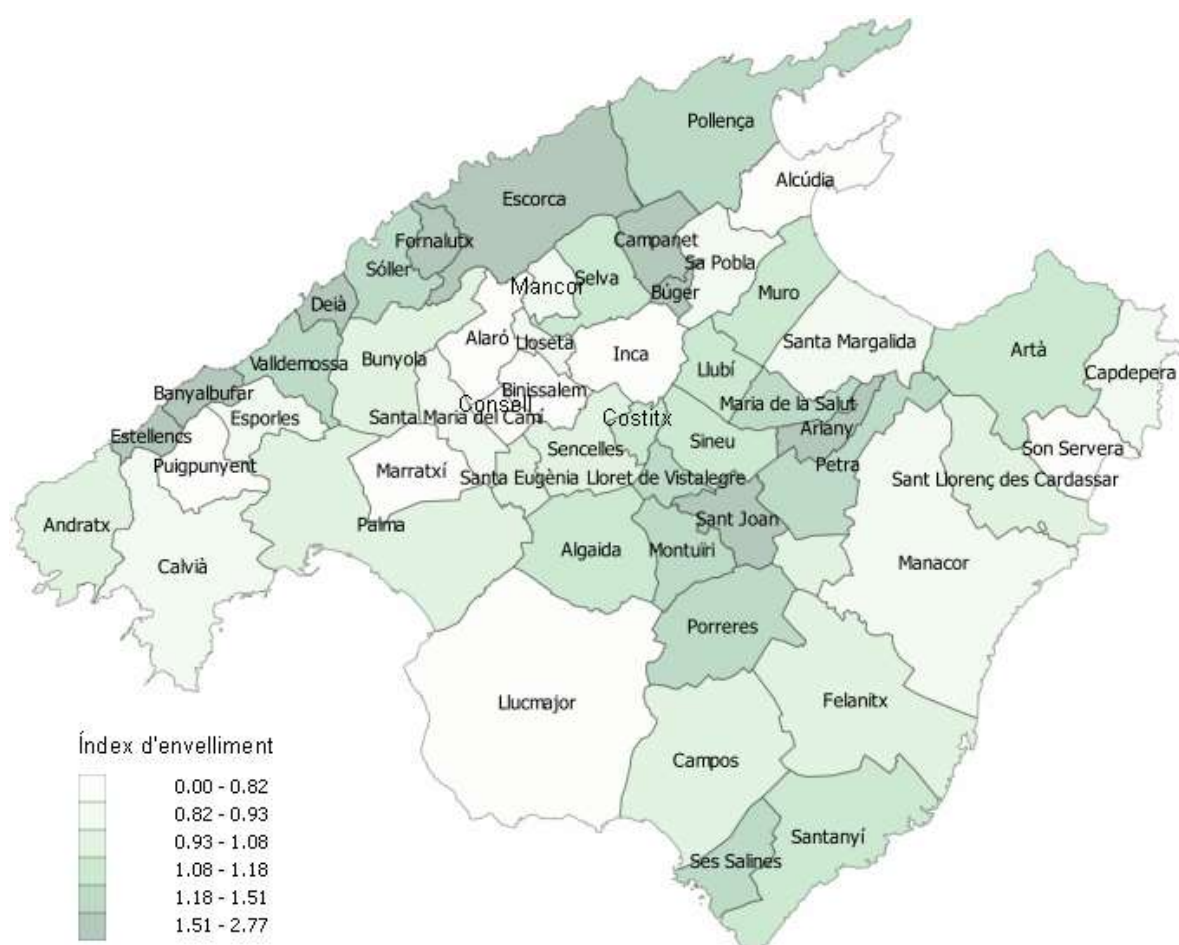 Pollença
Alcúdia
Escorca
Fornalutx
Campanet
Sa Pobla
Sóller
Mancor
Selva
Búger
Muro
Deià
Alaró
Lloseta
Inca
Santa Margalida
Artà
Valldemossa
Bunyola
Llubí
Capdepera
Banyalbufar
Binissalem
Maria de la Salut
Esporles
Santa Maria del Camí
Consell
Costitx
Ariany
Estellencs
Sencelles
Sineu
Son Servera
Puigpunyent
Marratxí
Santa Eugènia
Lloret de Vistalegre
Petra
Sant Llorenç des Cardassar
Andratx
Palma
Sant Joan
Calvià
Algaida
Montuïri
Manacor
Porreres
Llucmajor
Felanitx
Campos
Santanyí
Ses Salines
Índex d'envelliment
0.00 - 0.82
0.82 - 0.93
0.93 - 1.08
1.08 - 1.18
1.18 - 1.51
1.51 - 2.77